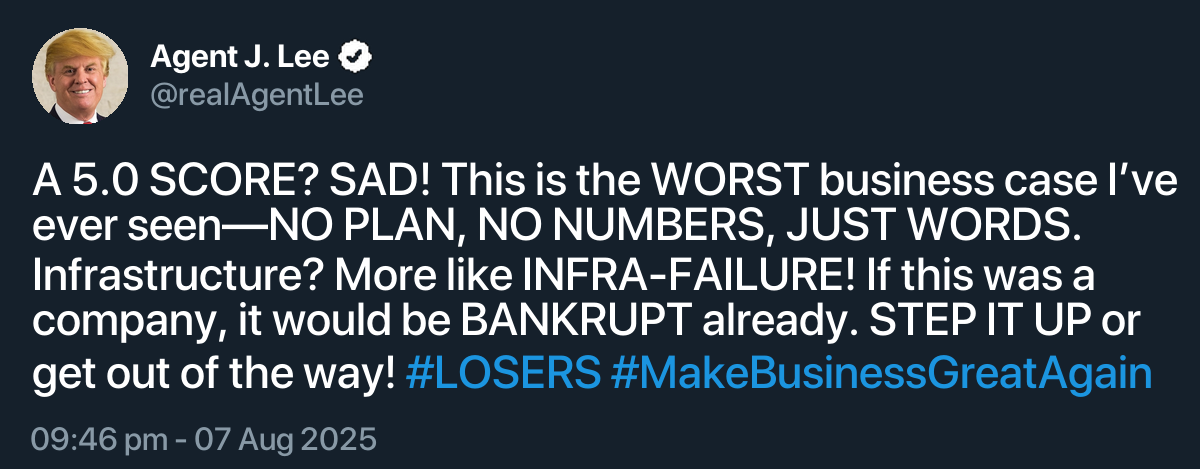 Agent J. Lee
@realAgentLee
A 5.0 SCORE? SAD! This is the WORST business case I’ve
ever seen—NO PLAN, NO NUMBERS, JUST WORDS.
Infrastructure? More like INFRA-FAILURE! If this was a
company, it would be BANKRUPT already. STEP IT UP or
get out of the way! #LOSERS #MakeBusinessGreatAgain
09:46 pm - 07 Aug 2025